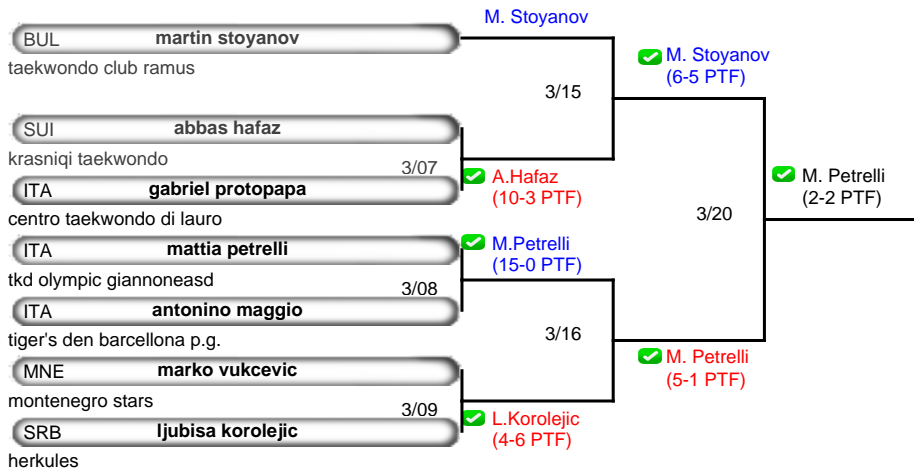 M. Stoyanov
BUL martin stoyanov
taekwondo club ramus
M. Stoyanov
(6-5 PTF)
3/15
SUI abbas hafaz
krasniqi taekwondo
3/07
A.Hafaz
(10-3 PTF)
ITA gabriel protopapa
centro taekwondo di lauro
M. Petrelli
(2-2 PTF)
3/20
ITA mattia petrelli
tkd olympic giannoneasd
M.Petrelli
(15-0 PTF)
3/08
ITA antonino maggio
tiger's den barcellona p.g.
3/16
MNE marko vukcevic
montenegro stars
M. Petrelli
(5-1 PTF)
3/09
L.Korolejic
(4-6 PTF)
SRB ljubisa korolejic
herkules